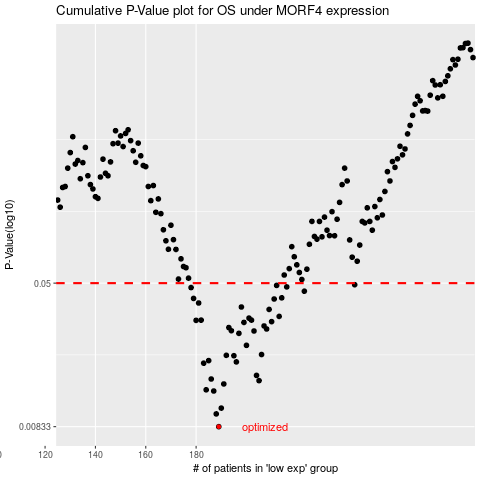 Cumulative P-Value plot for OS under MORF4 expression
P-Value(log10)
0.05
0.00833
optimized
0 120 140 160 180
# of patients in 'low exp' group